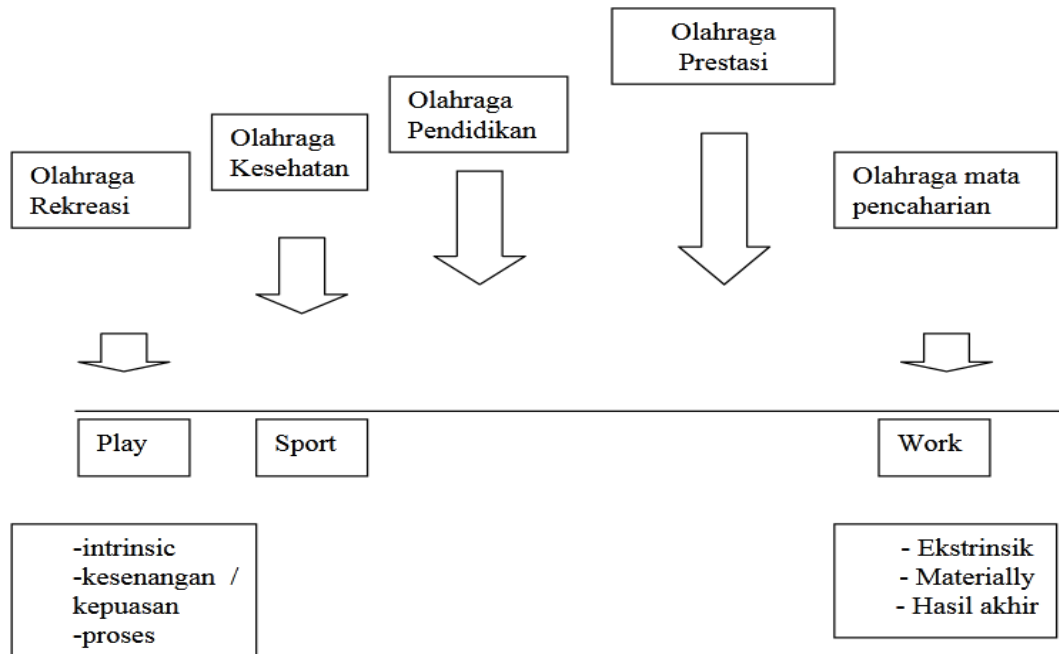 Olahraga
Prestasi
Olahraga
Pendidikan
Olahraga
Kesehatan
Olahraga
Rekreasi
Olahraga mata
pencaharian
Play
Sport
Work
-intrinsic
-kesenangan /
kepuasan
-proses
- Ekstrinsik
- Materially
- Hasil akhir